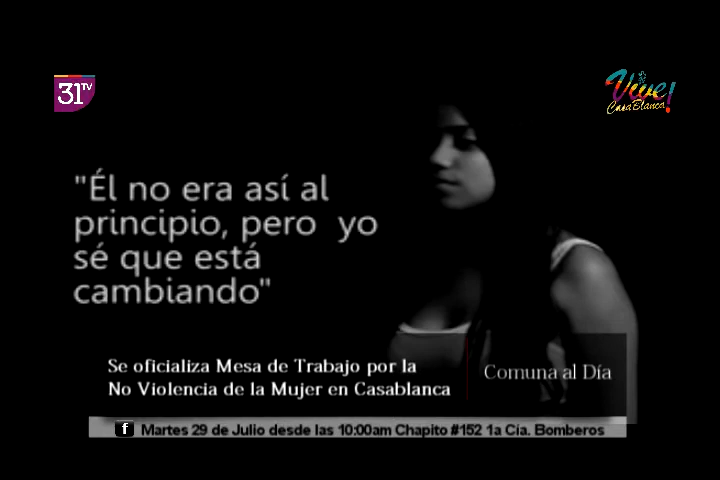 31 TV
Vive!
CasaBlanca
"Él no era así al
principio, pero yo
sé que está
cambiando"
Se oficializa Mesa de Trabajo por la
No Violencia de la Mujer en Casablanca
Comuna al Día
f Martes 29 de Julio desde las 10:00am Chapito #152 1a Cía. Bomberos